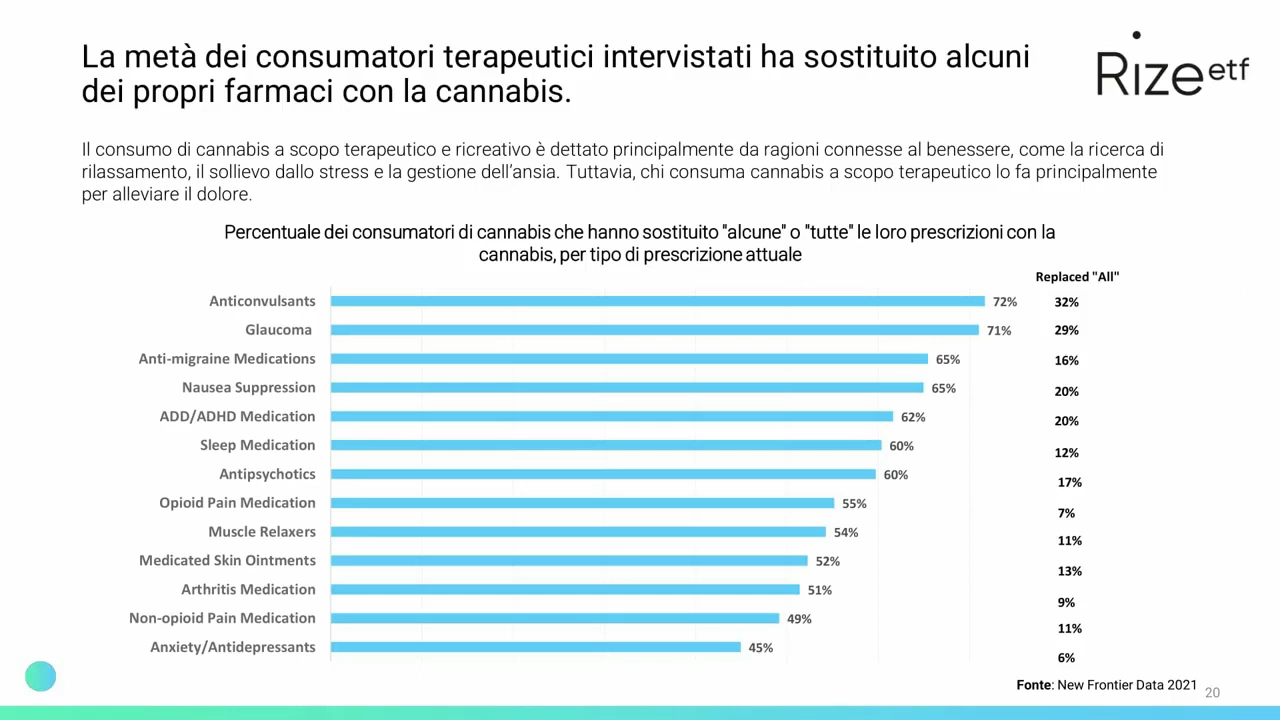 La metà dei consumatori terapeutici intervistati ha sostituito alcuni
dei propri farmaci con la cannabis.
Rize etf
Il consumo di cannabis a scopo terapeutico e ricreativo è dettato principalmente da ragioni connesse al benessere, come la ricerca di
rilassamento, il sollievo dallo stress e la gestione dell'ansia. Tuttavia, chi consuma cannabis a scopo terapeutico lo fa principalmente
per alleviare il dolore.
Percentuale dei consumatori di cannabis che hanno sostituito "alcune" o "tutte" le loro prescrizioni con la
cannabis, per tipo di prescrizione attuale
Replaced "All"
Anticonvulsants 72% 32%
Glaucoma 71% 29%
Anti-migraine Medications 65% 16%
Nausea Suppression 65% 20%
ADD/ADHD Medication 62% 20%
Sleep Medication 60% 12%
Antipsychotics 60% 17%
Opioid Pain Medication 55% 7%
Muscle Relaxers 54% 11%
Medicated Skin Ointments 52% 13%
Arthritis Medication 51% 9%
Non-opioid Pain Medication 49% 11%
Anxiety/Antidepressants 45% 6%
Fonte: New Frontier Data 2021
20